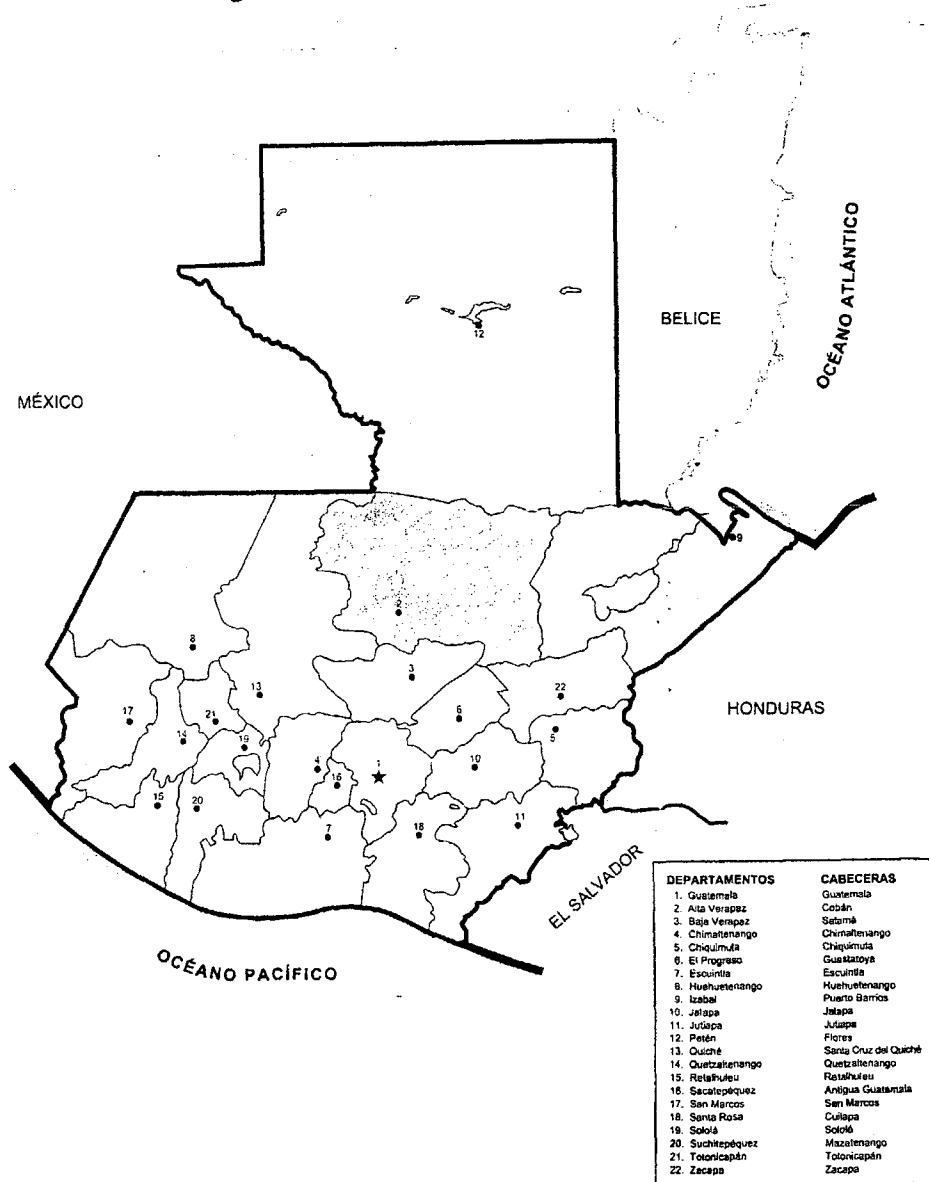 OCÉANO ATLÁNTICO
BELICE
12
MÉXICO
9
2
8
3
13
22
17
21
6
HONDURAS
14
19
5
4
1
10
16
15
20
7
18
11
EL SALVADOR
OCÉANO PACÍFICO
DEPARTAMENTOS CABECERAS
1. Guatemala Guatemala
2. Alta Verapaz Cobán
3. Baja Verapaz Salamá
4. Chimaltenango Chimaltenango
5. Chiquimula Chiquimula
6. El Progreso Guastatoya
7. Escuintla Escuintla
8. Huehuetenango Huehuetenango
9. Izabal Puerto Barrios
10. Jalapa Jalapa
11. Jutiapa Jutiapa
12. Petén Flores
13. Quiché Santa Cruz del Quiché
14. Quetzaltenango Quetzaltenango
15. Retalhuleu Retalhuleu
16. Sacatepéquez Antigua Guatemala
17. San Marcos San Marcos
18. Santa Rosa Cuilapa
19. Sololá Sololá
20. Suchitepéquez Mazatenango
21. Totonicapán Totonicapán
22. Zacapa Zacapa